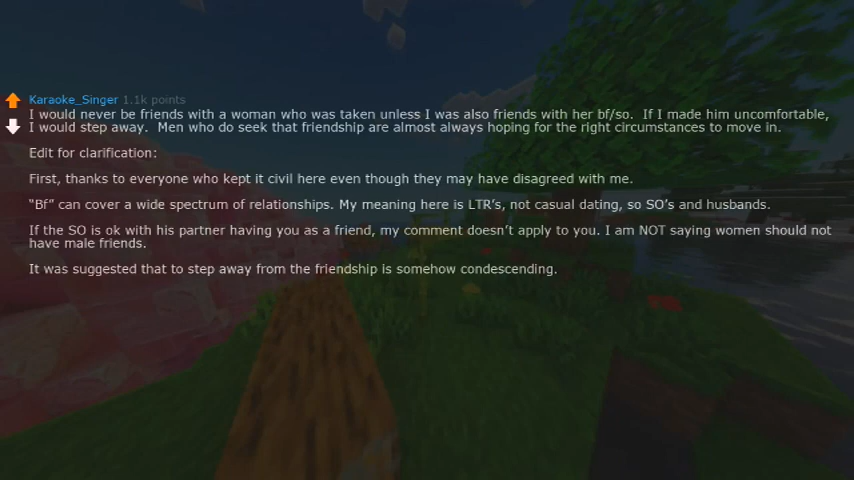 Karaoke_Singer 1.1k points
I would never be friends with a woman who was taken unless I was also friends with her bf/so.  If I made him uncomfortable,
I would step away.  Men who do seek that friendship are almost always hoping for the right circumstances to move in.
Edit for clarification:
First, thanks to everyone who kept it civil here even though they may have disagreed with me.
“Bf” can cover a wide spectrum of relationships. My meaning here is LTR’s, not casual dating, so SO’s and husbands.
If the SO is ok with his partner having you as a friend, my comment doesn’t apply to you. I am NOT saying women should not
have male friends.
It was suggested that to step away from the friendship is somehow condescending.